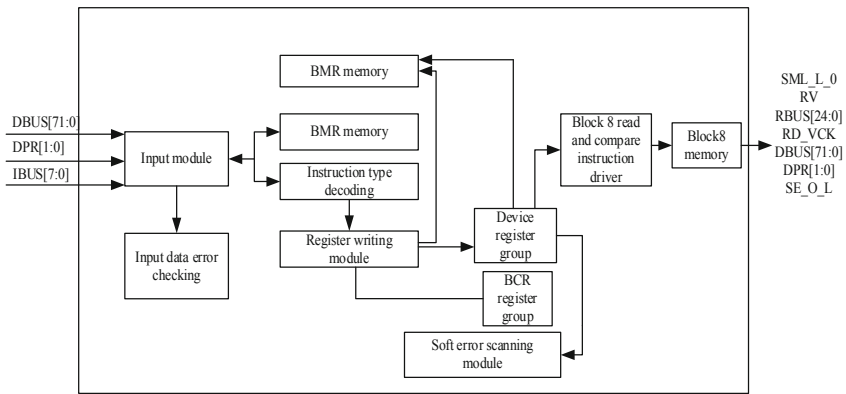 DBUS[71:0]
DPR[1:0]
IBUS[7:0]
Input module
Input data error
checking
BMR memory
BMR memory
Instruction type
decoding
Register writing
module
Device
register
group
BCR
register
group
Soft error scanning
module
Block 8 read
and compare
instruction
driver
Block8
memory
SML_L_0
RV
RBUS[24:0]
RD_VCK
DBUS[71:0]
DPR[1:0]
SE_O_L